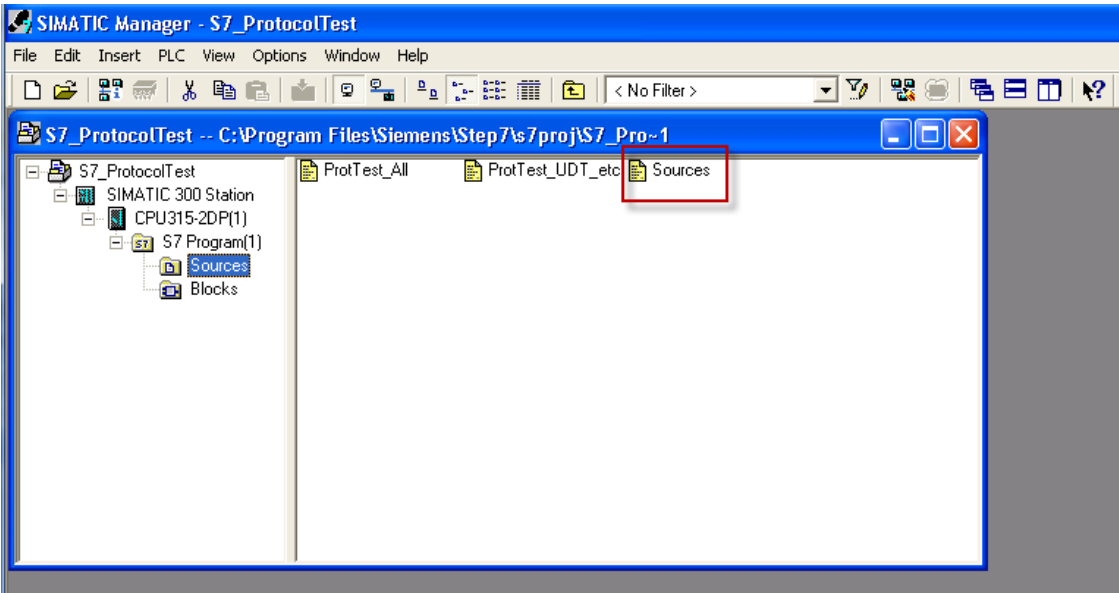 SIMATIC Manager - S7_ProtocolTest
File Edit Insert PLC View Options Window Help
< No Filter >
S7_ProtocolTest -- C:\Program Files\Siemens\Step7\s7proj\S7_Pro~1
S7_ProtocolTest
SIMATIC 300 Station
CPU315-2DP(1)
S7 Program(1)
Sources
Blocks
ProtTest_All ProtTest_UDT_etc Sources